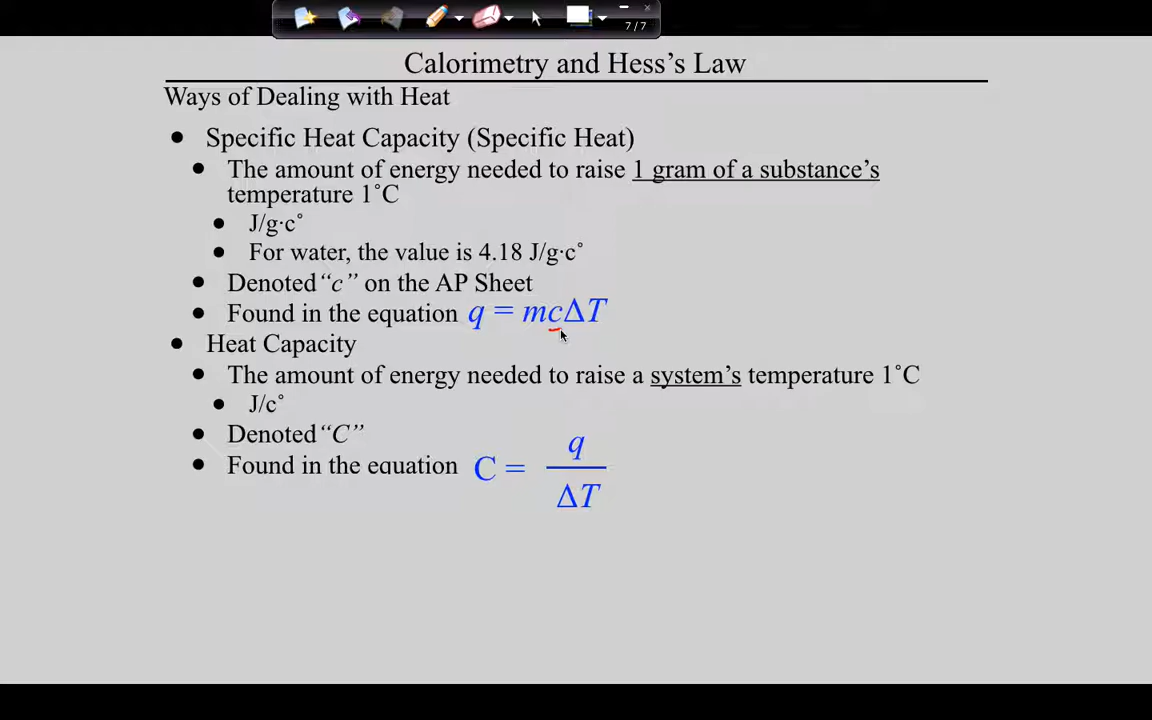 7/7
Calorimetry and Hess's Law
Ways of Dealing with Heat
● Specific Heat Capacity (Specific Heat)
● The amount of energy needed to raise 1 gram of a substance's
temperature 1˚C
● J/g·c˚
● For water, the value is 4.18 J/g·c˚
● Denoted “c” on the AP Sheet
● Found in the equation q = mcΔT
● Heat Capacity
● The amount of energy needed to raise a system's temperature 1˚C
● J/c˚
● Denoted “C”
● Found in the equation C = q
ΔT